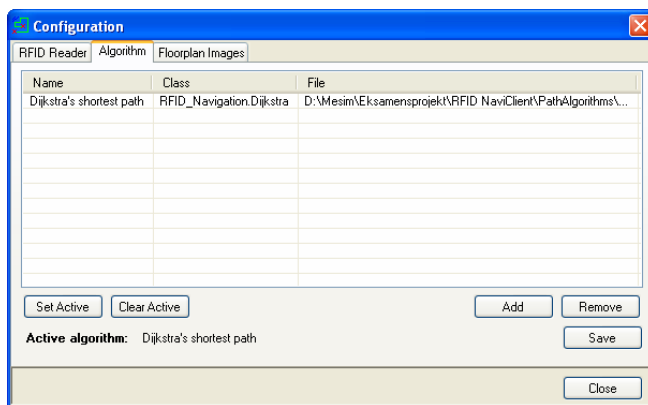 Configuration
RFID Reader Algorithm Floorplan Images
Name Class File
Dijkstra's shortest path RFID_Navigation.Dijkstra D:\Mesim\Eksamensprojekt\RFID NaviClient\PathAlgorithms\...
Set Active Clear Active Add Remove
Active algorithm: Dijkstra's shortest path Save
Close